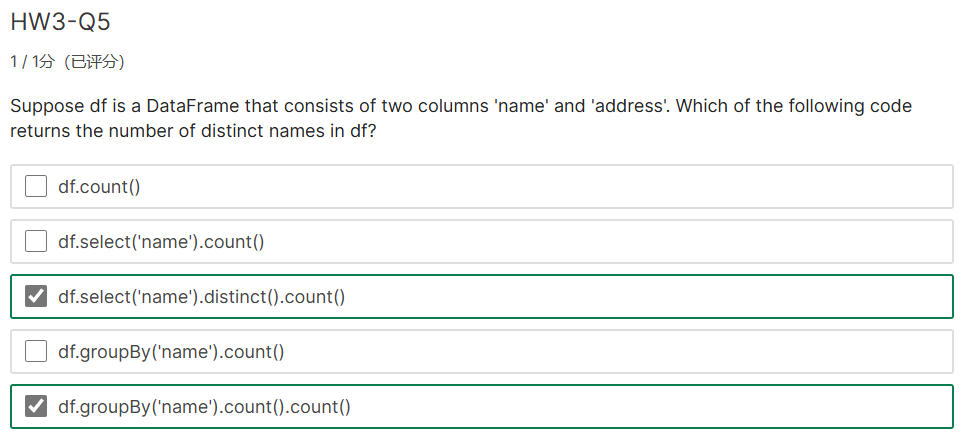 HW3-Q5
1 / 1分（已评分）
Suppose df is a DataFrame that consists of two columns 'name' and 'address'. Which of the following code
returns the number of distinct names in df?
df.count()
df.select('name').count()
df.select('name').distinct().count()
df.groupBy('name').count()
df.groupBy('name').count().count()